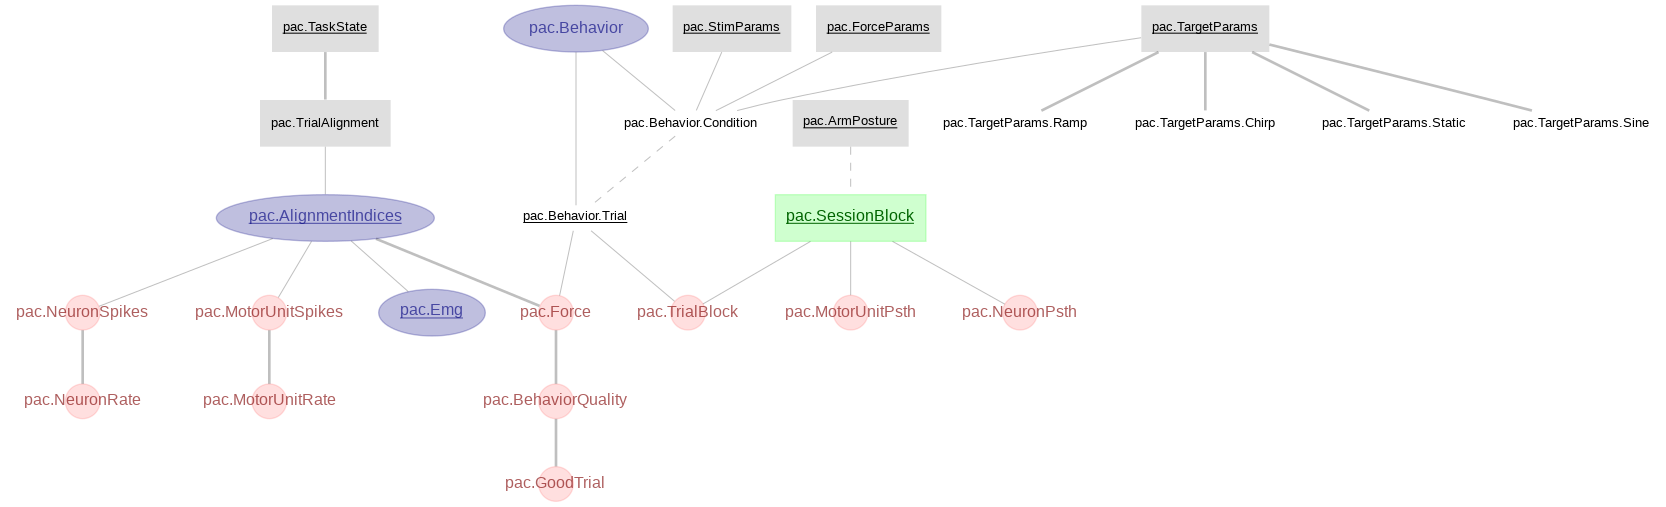 pac.TaskState
pac.Behavior
pac.StimParams
pac.ForceParams
pac.TargetParams
pac.TrialAlignment
pac.Behavior.Condition
pac.ArmPosture
pac.TargetParams.Ramp
pac.TargetParams.Chirp
pac.TargetParams.Static
pac.TargetParams.Sine
pac.AlignmentIndices
pac.Behavior.Trial
pac.SessionBlock
pac.NeuronSpikes
pac.MotorUnitSpikes
pac.Emg
pac.Force
pac.TrialBlock
pac.MotorUnitPsth
pac.NeuronPsth
pac.NeuronRate
pac.MotorUnitRate
pac.BehaviorQuality
pac.GoodTrial